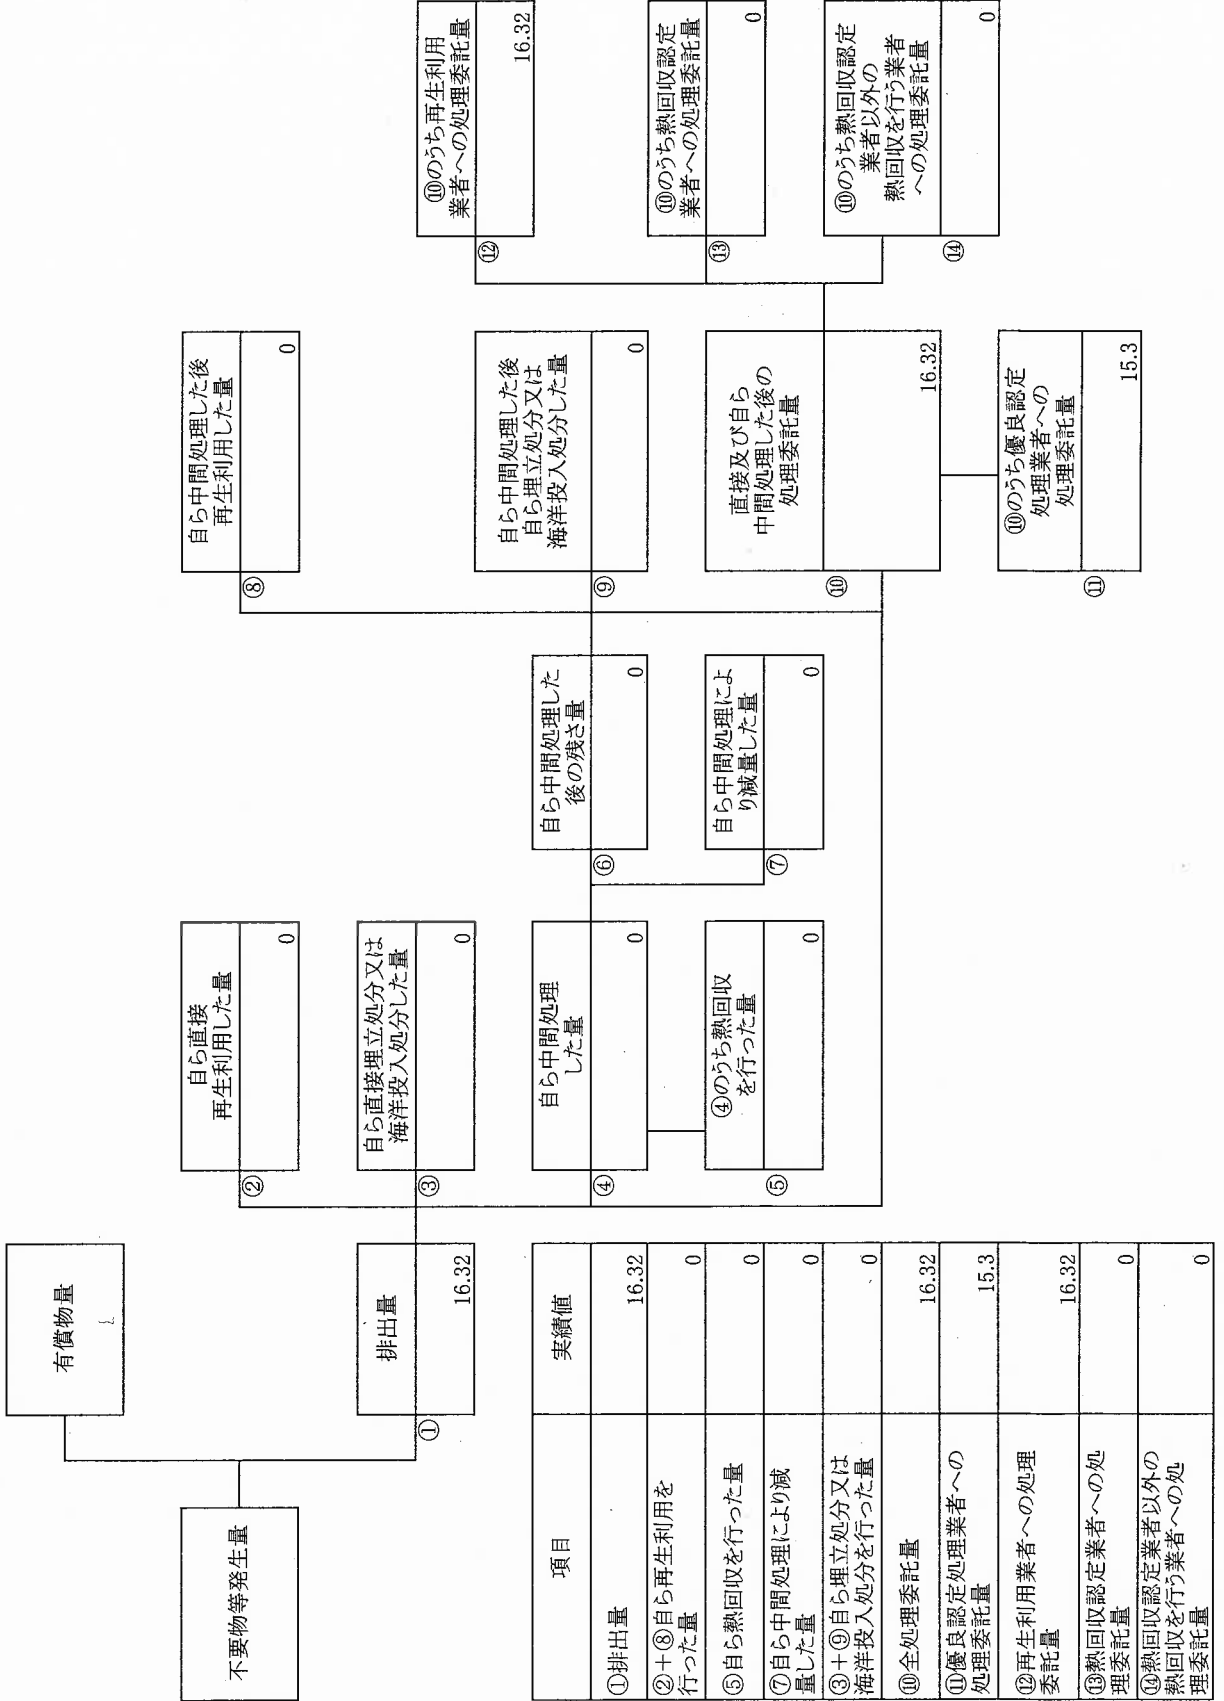 有償物量
不要物等発生量
排出量
①
16.32
自ら直接
再生利用した量
②
0
自ら直接埋立処分又は
海洋投入処分した量
③
0
自ら中間処理
した量
④
0
④のうち熱回収
を行った量
⑤
0
自ら中間処理した
後の残さ量
⑥
0
自ら中間処理によ
り減量した量
⑦
0
自ら中間処理した後
再生利用した量
⑧
0
自ら中間処理した後
自ら埋立処分又は
海洋投入処分した量
⑨
0
直接及び自ら
中間処理した後の
処理委託量
⑩
16.32
⑩のうち優良認定
処理業者への
処理委託量
⑪
15.3
⑩のうち再生利用
業者への処理委託量
⑫
16.32
⑩のうち熱回収認定
業者への処理委託量
⑬
0
⑩のうち熱回収認定
業者以外の
熱回収を行う業者
への処理委託量
⑭
0
項目 実績値
①排出量 16.32
②+⑧自ら再生利用を
行った量 0
⑤自ら熱回収を行った量 0
⑦自ら中間処理により減
量した量 0
③+⑨自ら埋立処分又は
海洋投入処分を行った量 0
⑩全処理委託量 16.32
⑪優良認定処理業者への
処理委託量 15.3
⑫再生利用業者への処理
委託量 16.32
⑬熱回収認定業者への処
理委託量 0
⑭熱回収認定業者以外の
熱回収を行う業者への処
理委託量 0